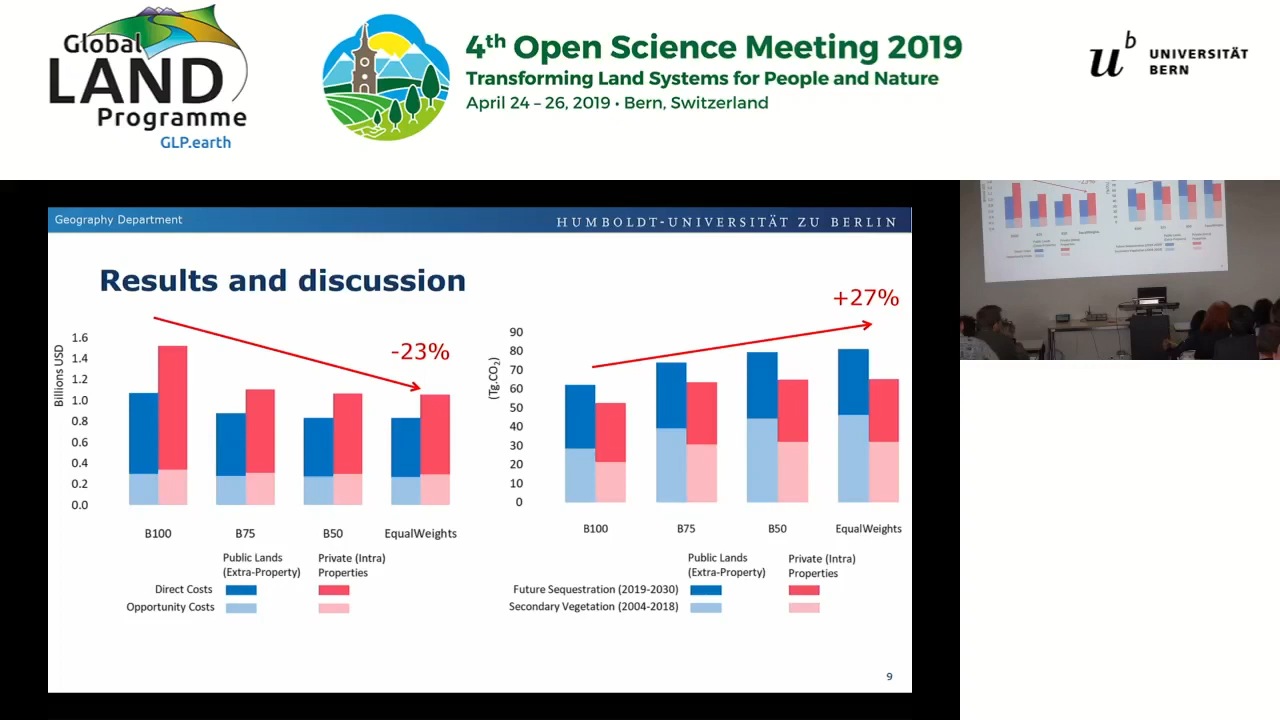 Global
LAND
Programme
GLP.earth
4th Open Science Meeting 2019
Transforming Land Systems for People and Nature
April 24 – 26, 2019 • Bern, Switzerland
u b UNIVERSITÄT
BERN
Geography Department
HUMBOLDT-UNIVERSITÄT ZU BERLIN
Results and discussion
-23%
Billions USD
1.6
1.4
1.2
1.0
0.8
0.6
0.4
0.2
0.0
B100 B75 B50 EqualWeights
Public Lands (Extra-Property)
Private (Intra) Properties
Direct Costs
Opportunity Costs
+27%
(Tg.CO2)
90
80
70
60
50
40
30
20
10
0
B100 B75 B50 EqualWeights
Public Lands (Extra-Property)
Private (Intra) Properties
Future Sequestration (2019-2030)
Secondary Vegetation (2004-2018)
9